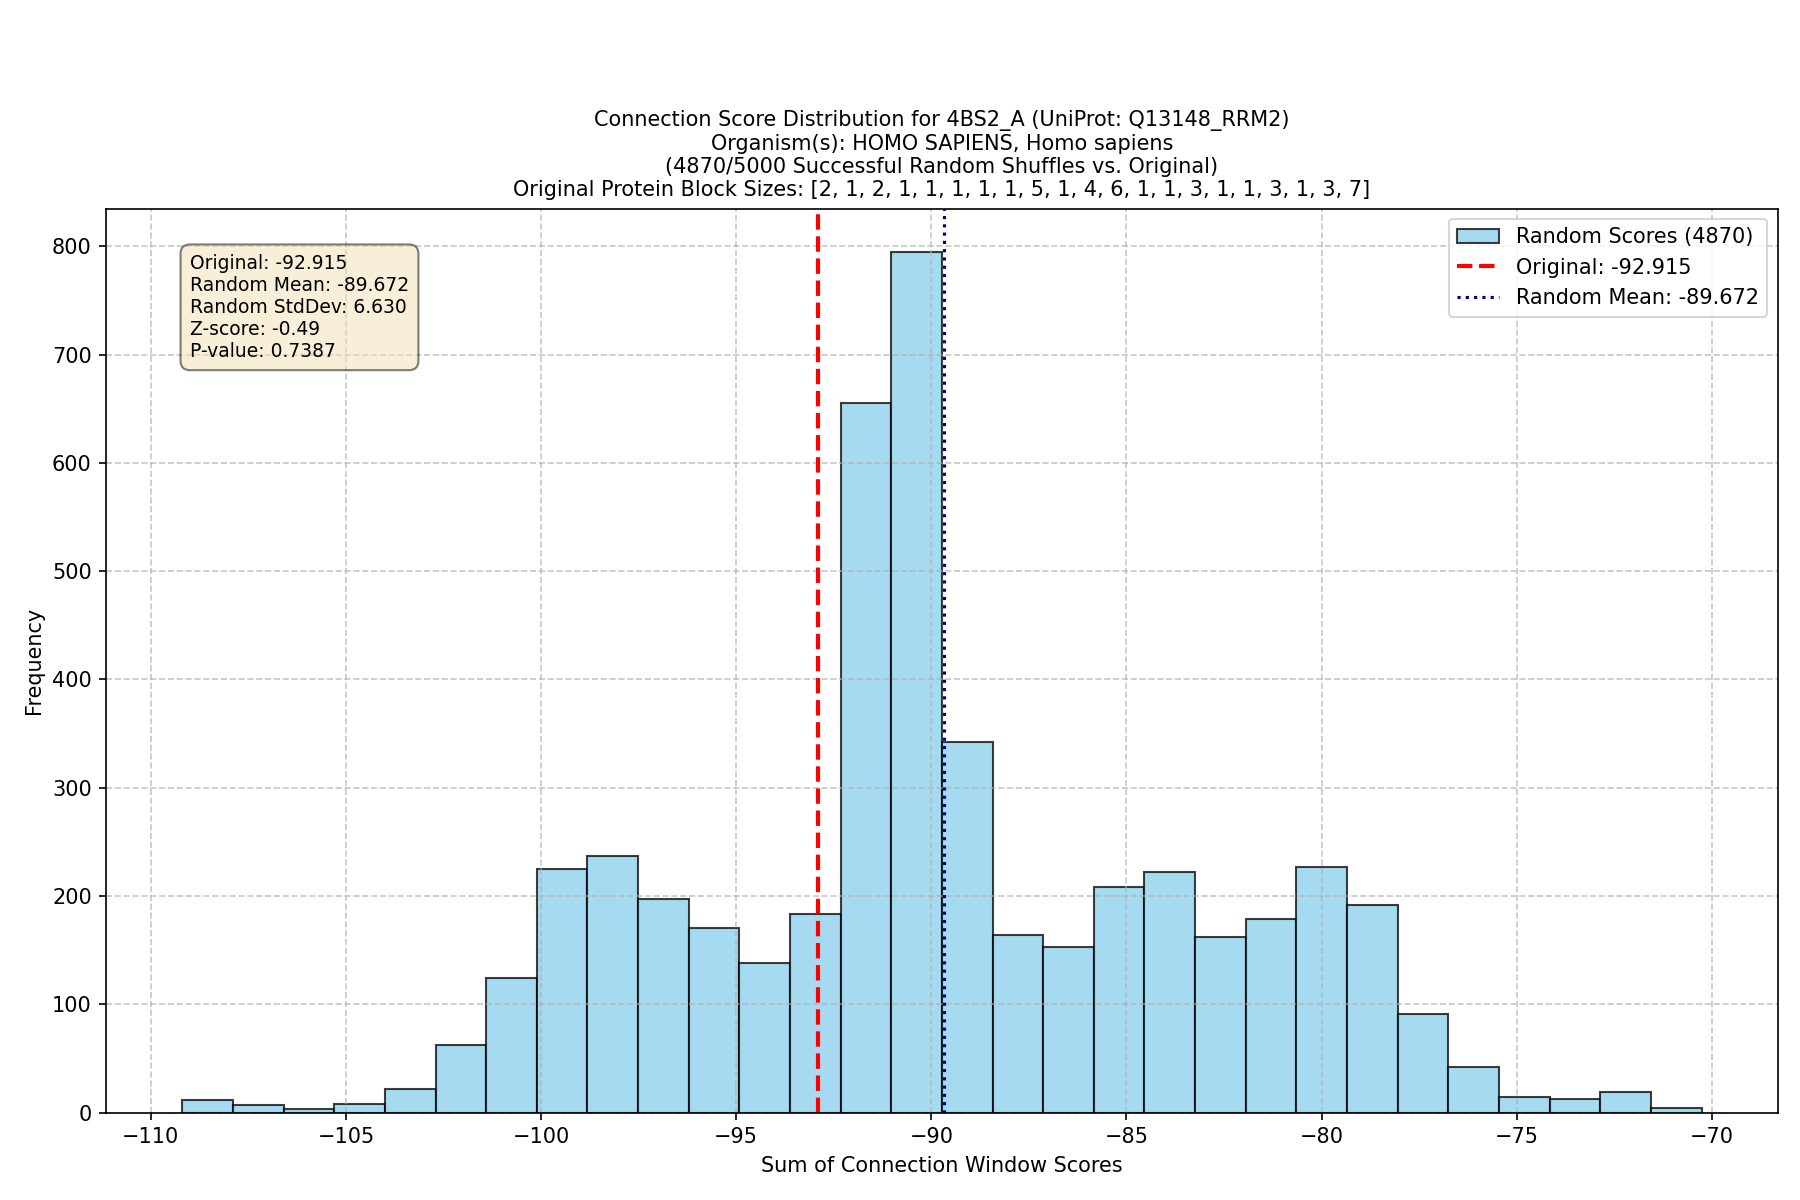 Connection Score Distribution for 4BS2_A (UniProt: Q13148_RRM2)
Organism(s): HOMO SAPIENS, Homo sapiens
(4870/5000 Successful Random Shuffles vs. Original)
Original Protein Block Sizes: [2, 1, 2, 1, 1, 1, 1, 1, 5, 1, 4, 6, 1, 1, 3, 1, 1, 3, 1, 3, 7]
Original: -92.915
Random Mean: -89.672
Random StdDev: 6.630
Z-score: -0.49
P-value: 0.7387
Random Scores (4870)
Original: -92.915
Random Mean: -89.672
800
700
600
500
400
300
200
100
0
Frequency
−110 −105 −100 −95 −90 −85 −80 −75 −70
Sum of Connection Window Scores